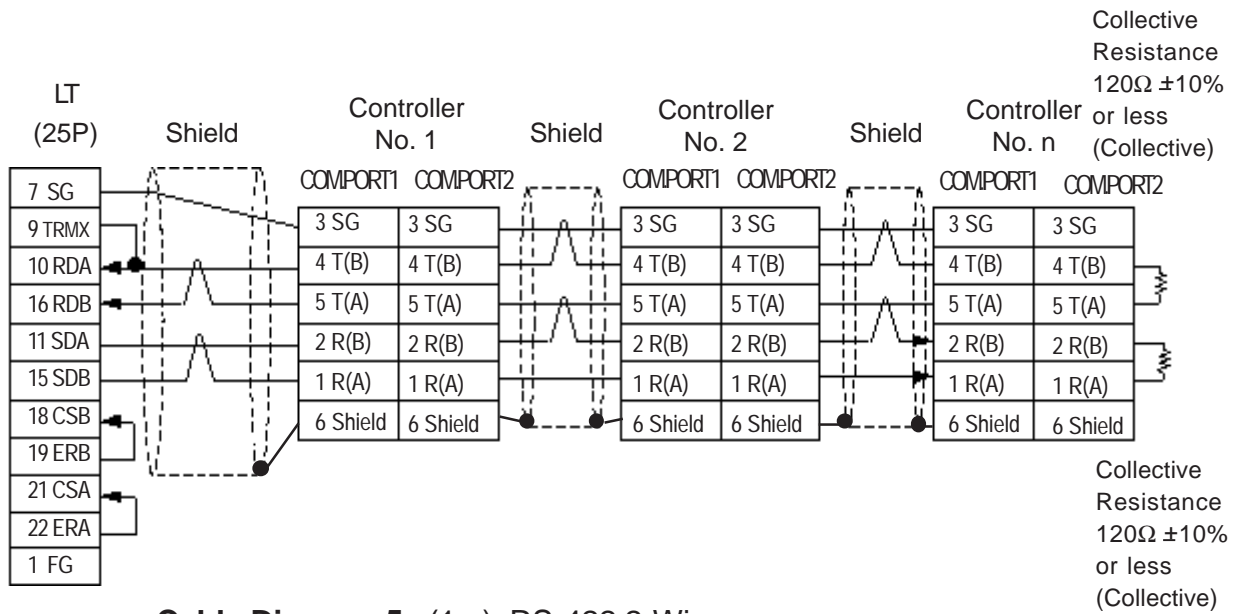 Collective
Resistance
120Ω ±10%
or less
(Collective)
LT
(25P)
Shield
Controller
No. 1
Shield
Controller
No. 2
Shield
Controller
No. n
COMPORT1 COMPORT2
COMPORT1 COMPORT2
COMPORT1 COMPORT2
7 SG
9 TRMX
10 RDA
16 RDB
11 SDA
15 SDB
18 CSB
19 ERB
21 CSA
22 ERA
1 FG
3 SG 3 SG
4 T(B) 4 T(B)
5 T(A) 5 T(A)
2 R(B) 2 R(B)
1 R(A) 1 R(A)
6 Shield 6 Shield
3 SG 3 SG
4 T(B) 4 T(B)
5 T(A) 5 T(A)
2 R(B) 2 R(B)
1 R(A) 1 R(A)
6 Shield 6 Shield
3 SG 3 SG
4 T(B) 4 T(B)
5 T(A) 5 T(A)
2 R(B) 2 R(B)
1 R(A) 1 R(A)
6 Shield 6 Shield
Collective
Resistance
120Ω ±10%
or less
(Collective)